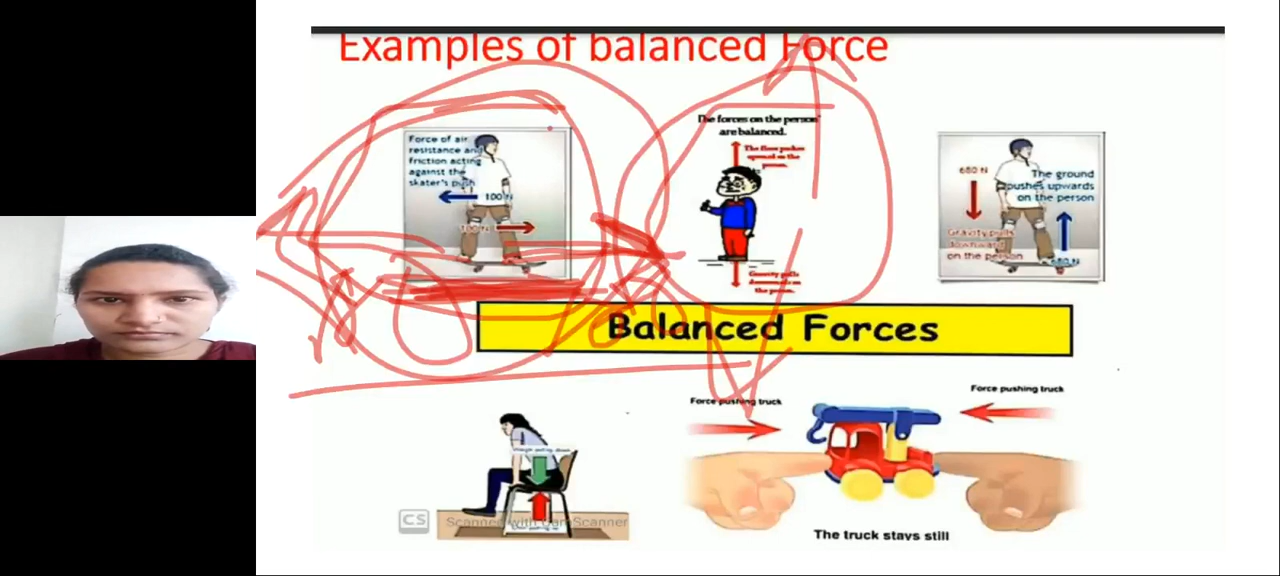 Examples of balanced Force
Force of air
resistance and
friction acting
against the
skater's push
100 N
100 N
The forces on the person
are balanced.
The floor pushes
upward on the
person.
Gravity pulls
downwards on
the person.
680 N
The ground
pushes upwards
on the person
Gravity pulls
downward
on the person
680 N
Balanced Forces
Force pushing truck
Force pushing truck
The truck stays still
CS Scanned with CamScanner